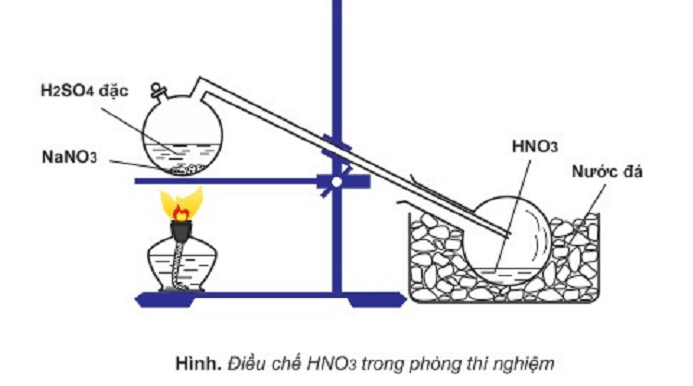 H2SO4 đặc
NaNO3
HNO3
Nước đá
Hình. Điều chế HNO3 trong phòng thí nghiệm